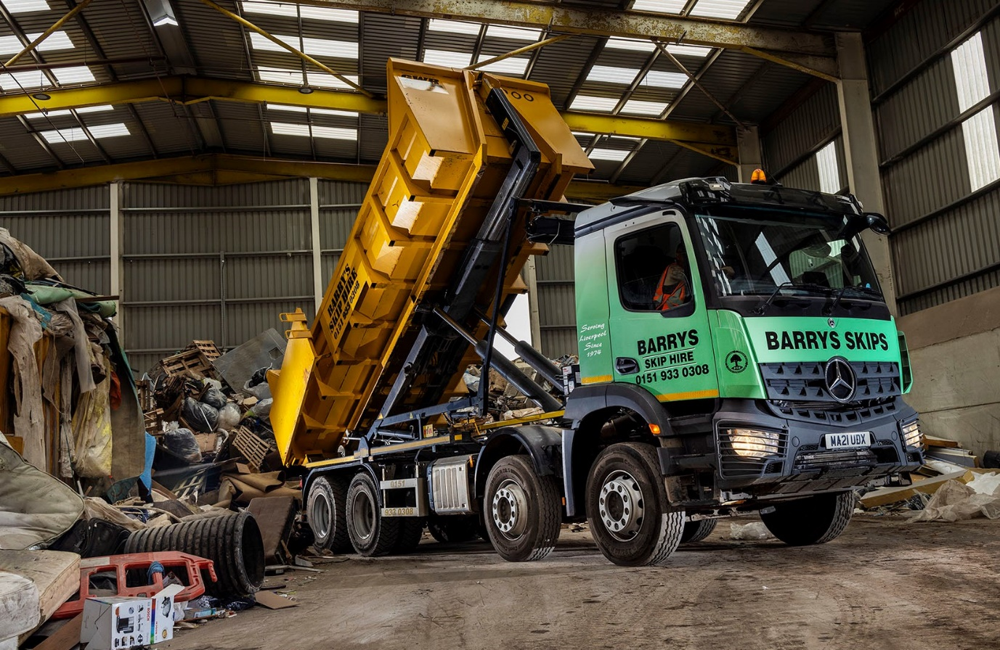 BARRYS
SKIP HIRE
0151 933 0308
Serving
Liverpool
Since
1974
BARRYS
SKIP HIRE
0151 933 0308
BARRYS SKIPS
MA21 UDX
0151
933 0308
BOSCH